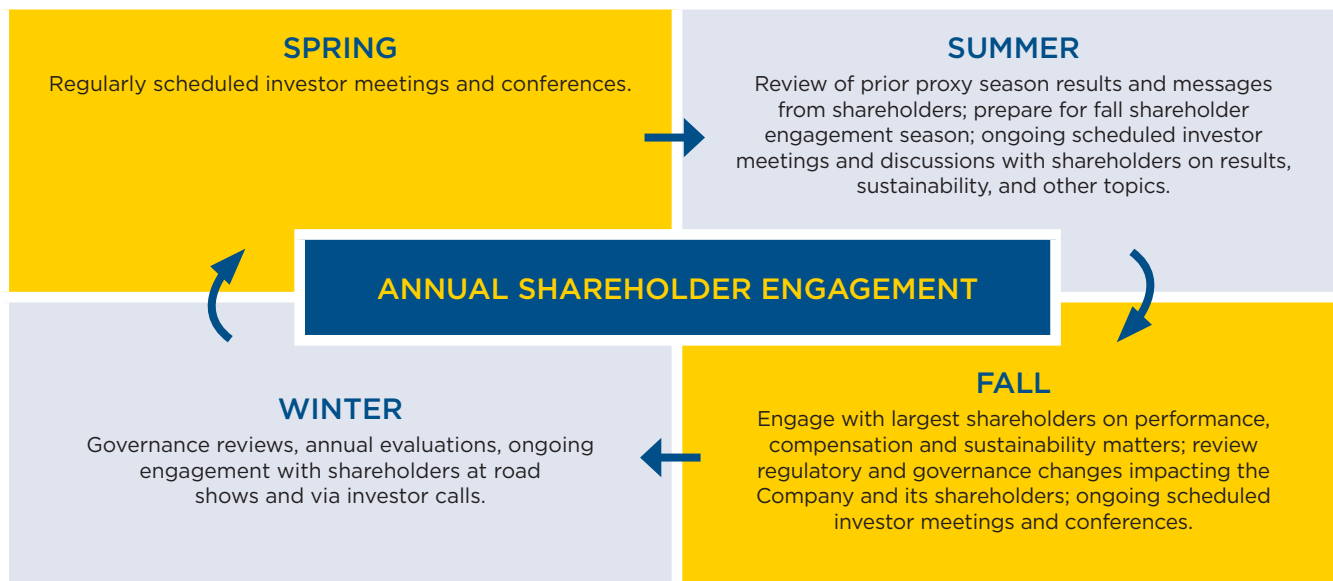 SPRING
Regularly scheduled investor meetings and conferences.
SUMMER
Review of prior proxy season results and messages
from shareholders; prepare for fall shareholder
engagement season; ongoing scheduled investor
meetings and discussions with shareholders on results,
sustainability, and other topics.
ANNUAL SHAREHOLDER ENGAGEMENT
WINTER
Governance reviews, annual evaluations, ongoing
engagement with shareholders at road
shows and via investor calls.
FALL
Engage with largest shareholders on performance,
compensation and sustainability matters; review
regulatory and governance changes impacting the
Company and its shareholders; ongoing scheduled
investor meetings and conferences.